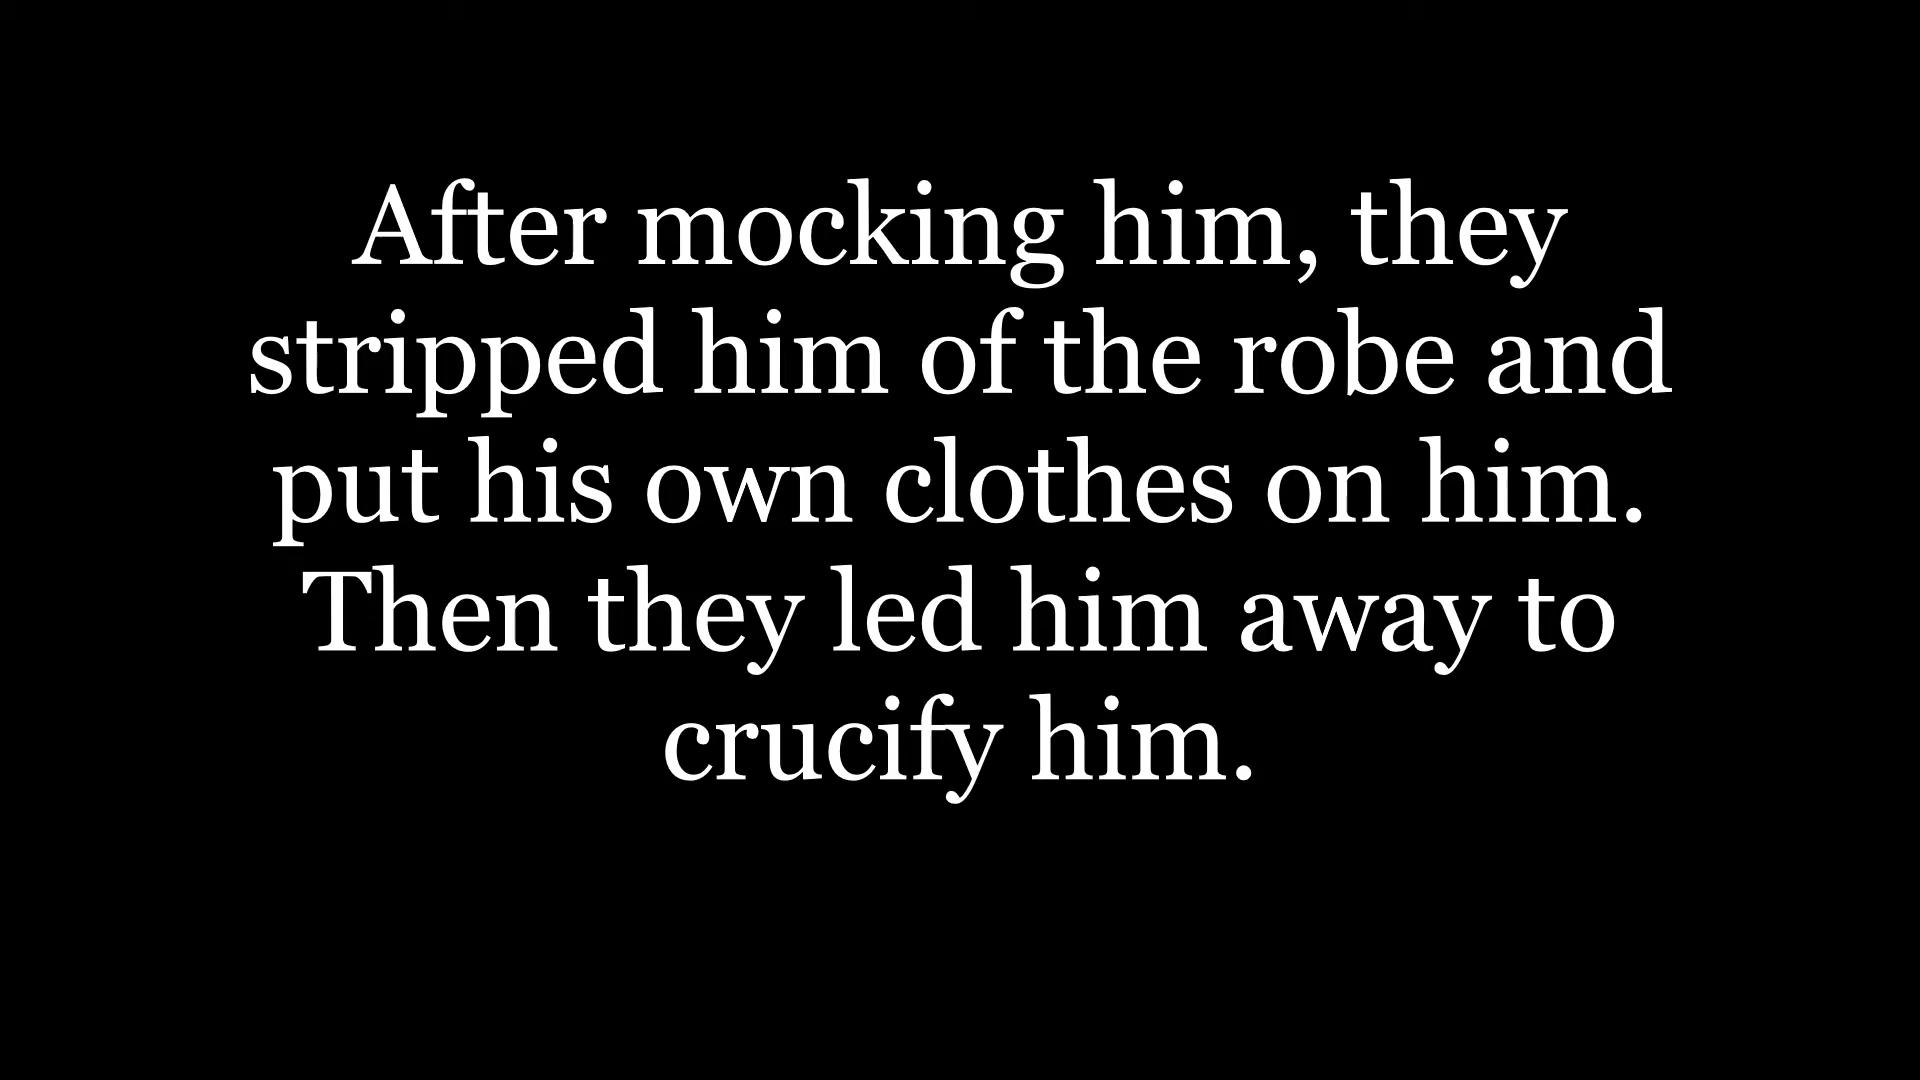 After mocking him, they
stripped him of the robe and
put his own clothes on him.
Then they led him away to
crucify him.